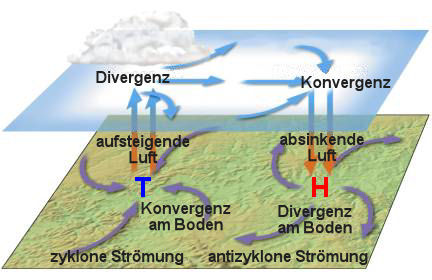 Divergenz
Konvergenz
aufsteigende
Luft
absinkende
Luft
T
H
Konvergenz
am Boden
Divergenz
am Boden
zyklone Strömung
antizyklone Strömung